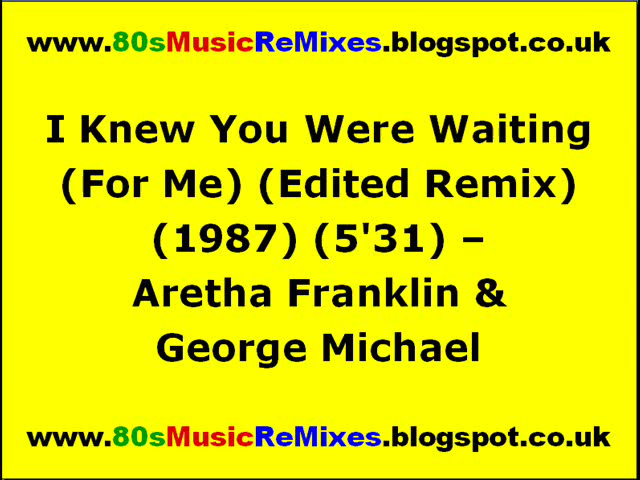 www.80sMusicReMixes.blogspot.co.uk
I Knew You Were Waiting
(For Me) (Edited Remix)
(1987) (5'31) –
Aretha Franklin &
George Michael
www.80sMusicReMixes.blogspot.co.uk